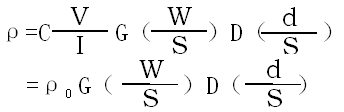 ρ = C V/I G ( W/S ) D ( d/S )
= ρ₀ G ( W/S ) D ( d/S )